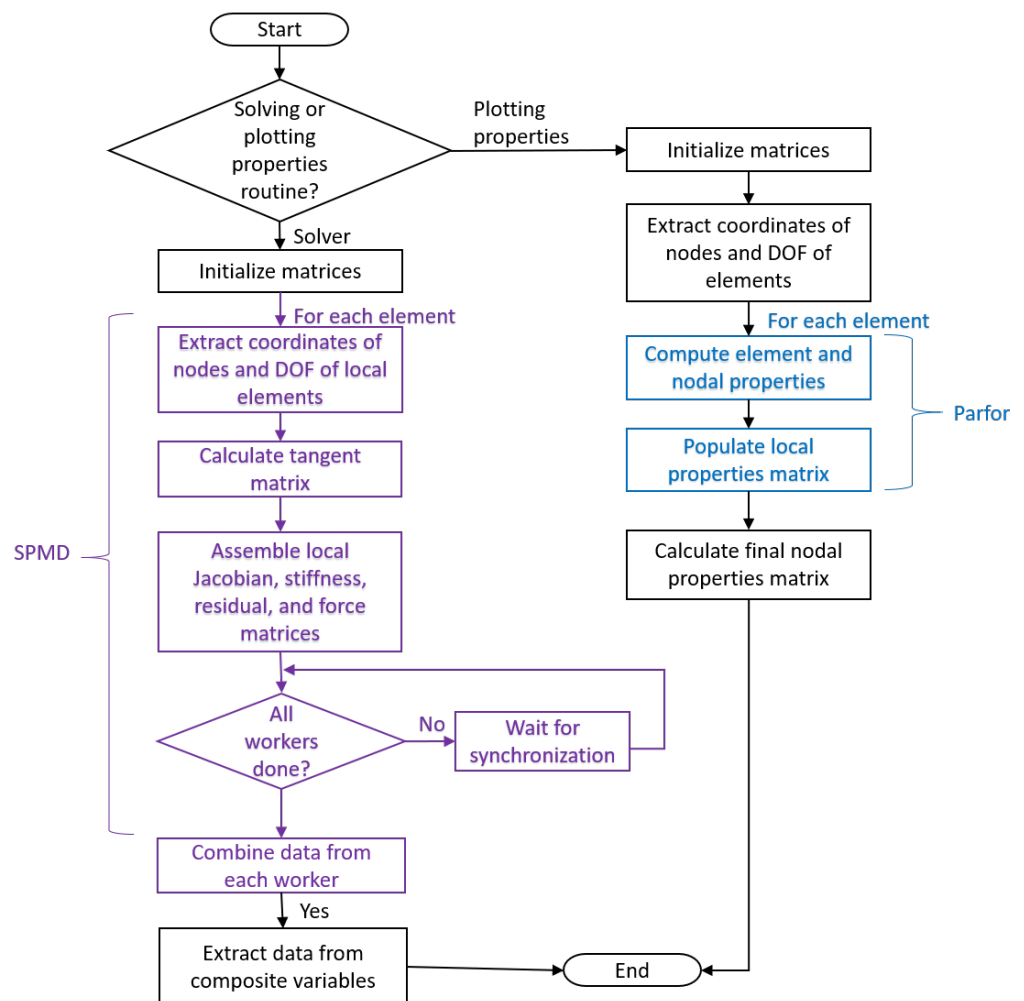 Start
Solving or
plotting
properties
routine?
Plotting
properties
Solver
Initialize matrices
For each element
Extract coordinates of
nodes and DOF of local
elements
Calculate tangent
matrix
Assemble local
Jacobian, stiffness,
residual, and force
matrices
SPMD
All
workers
done?
No
Wait for
synchronization
Combine data from
each worker
Yes
Extract data from
composite variables
Initialize matrices
Extract coordinates of
nodes and DOF of
elements
For each element
Compute element and
nodal properties
Populate local
properties matrix
Parfor
Calculate final nodal
properties matrix
End